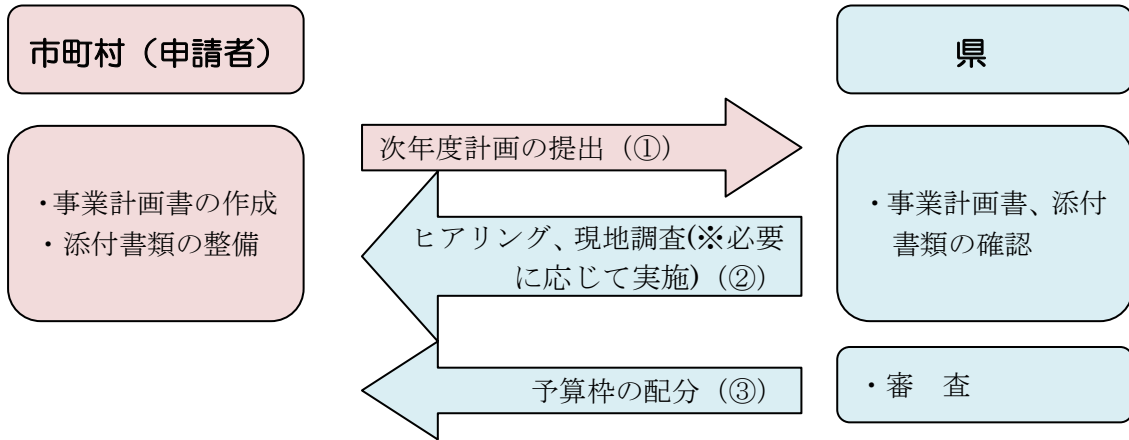 市町村（申請者）
県
次年度計画の提出（①）
・事業計画書の作成
・添付書類の整備
・事業計画書、添付
書類の確認
ヒアリング、現地調査(※必要
に応じて実施)（②）
予算枠の配分（③）
・審　査